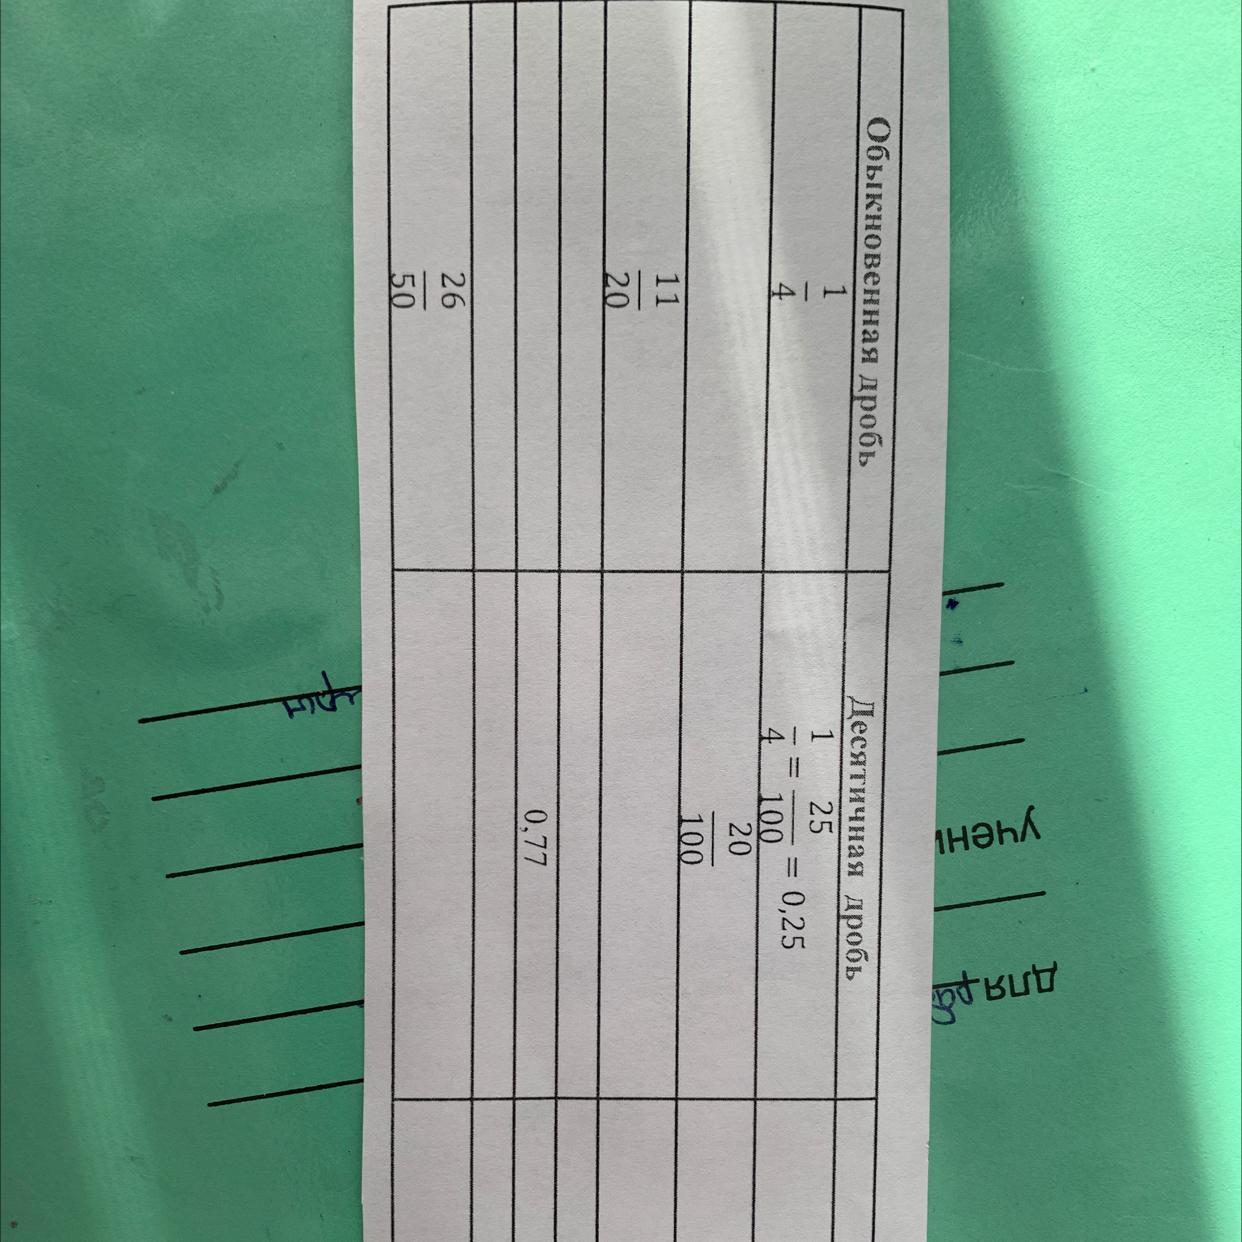 Обыкновенная дробь Десятичная дробь
1/4 1/4 = 25/100 = 0,25
20/100
11/20
0,77
26/50
для